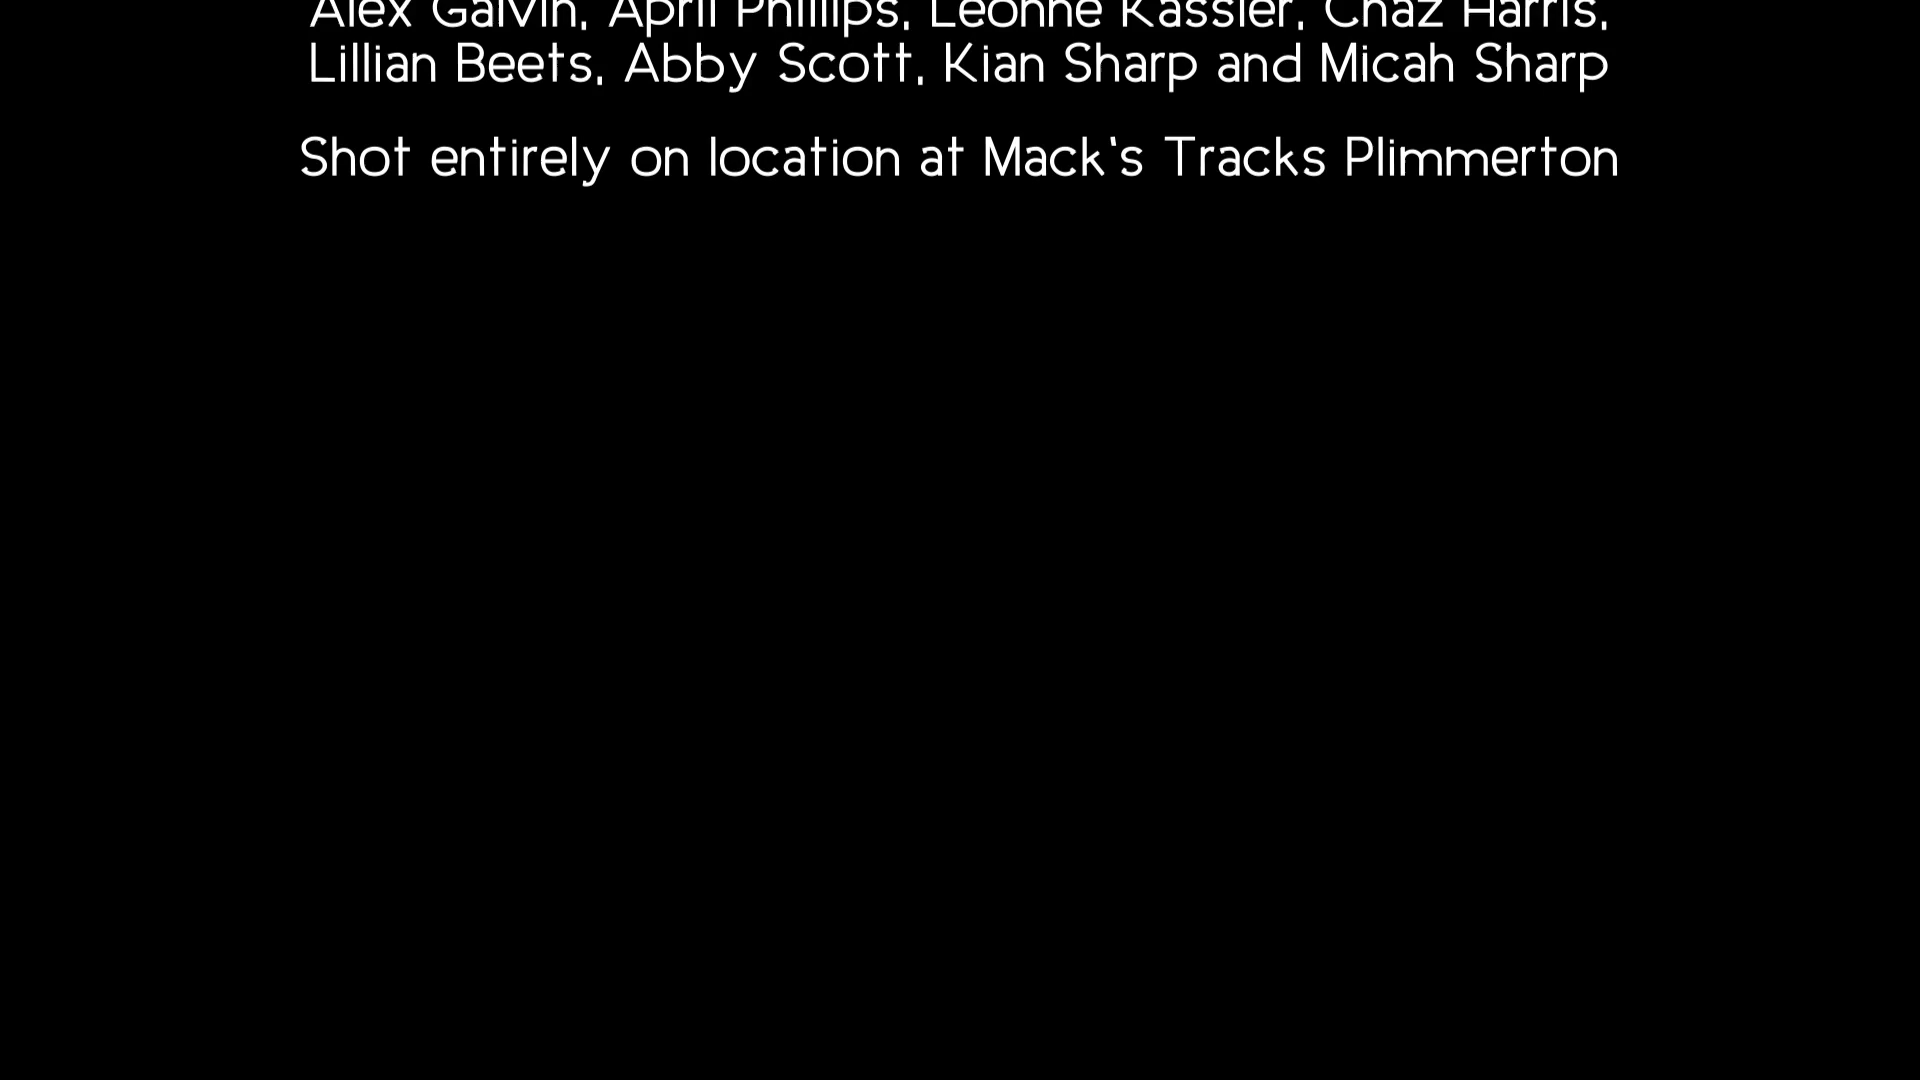 Alex Galvin, April Phillips, Leonne Kassler, Chaz Harris,
Lillian Beets, Abby Scott, Kian Sharp and Micah Sharp
Shot entirely on location at Mack's Tracks Plimmerton